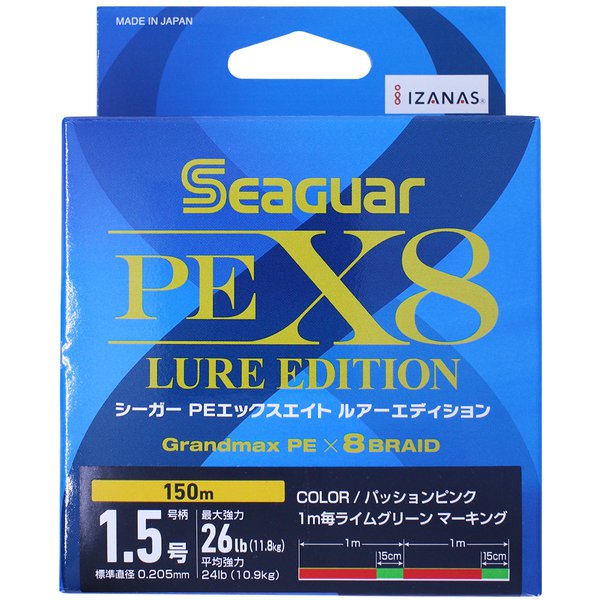 MADE IN JAPAN
IZANAS®
Seaguar
PE X8
LURE EDITION
シーガー PEエックスエイト ルアーエディション
Grandmax PE × 8 BRAID
150m
1.5号
号柄
標準直径 0.205mm
最大強力
26lb(11.8kg)
平均強力
24lb (10.9kg)
COLOR / パッションピンク
1m毎ライムグリーン マーキング
1m 1m
15cm 15cm